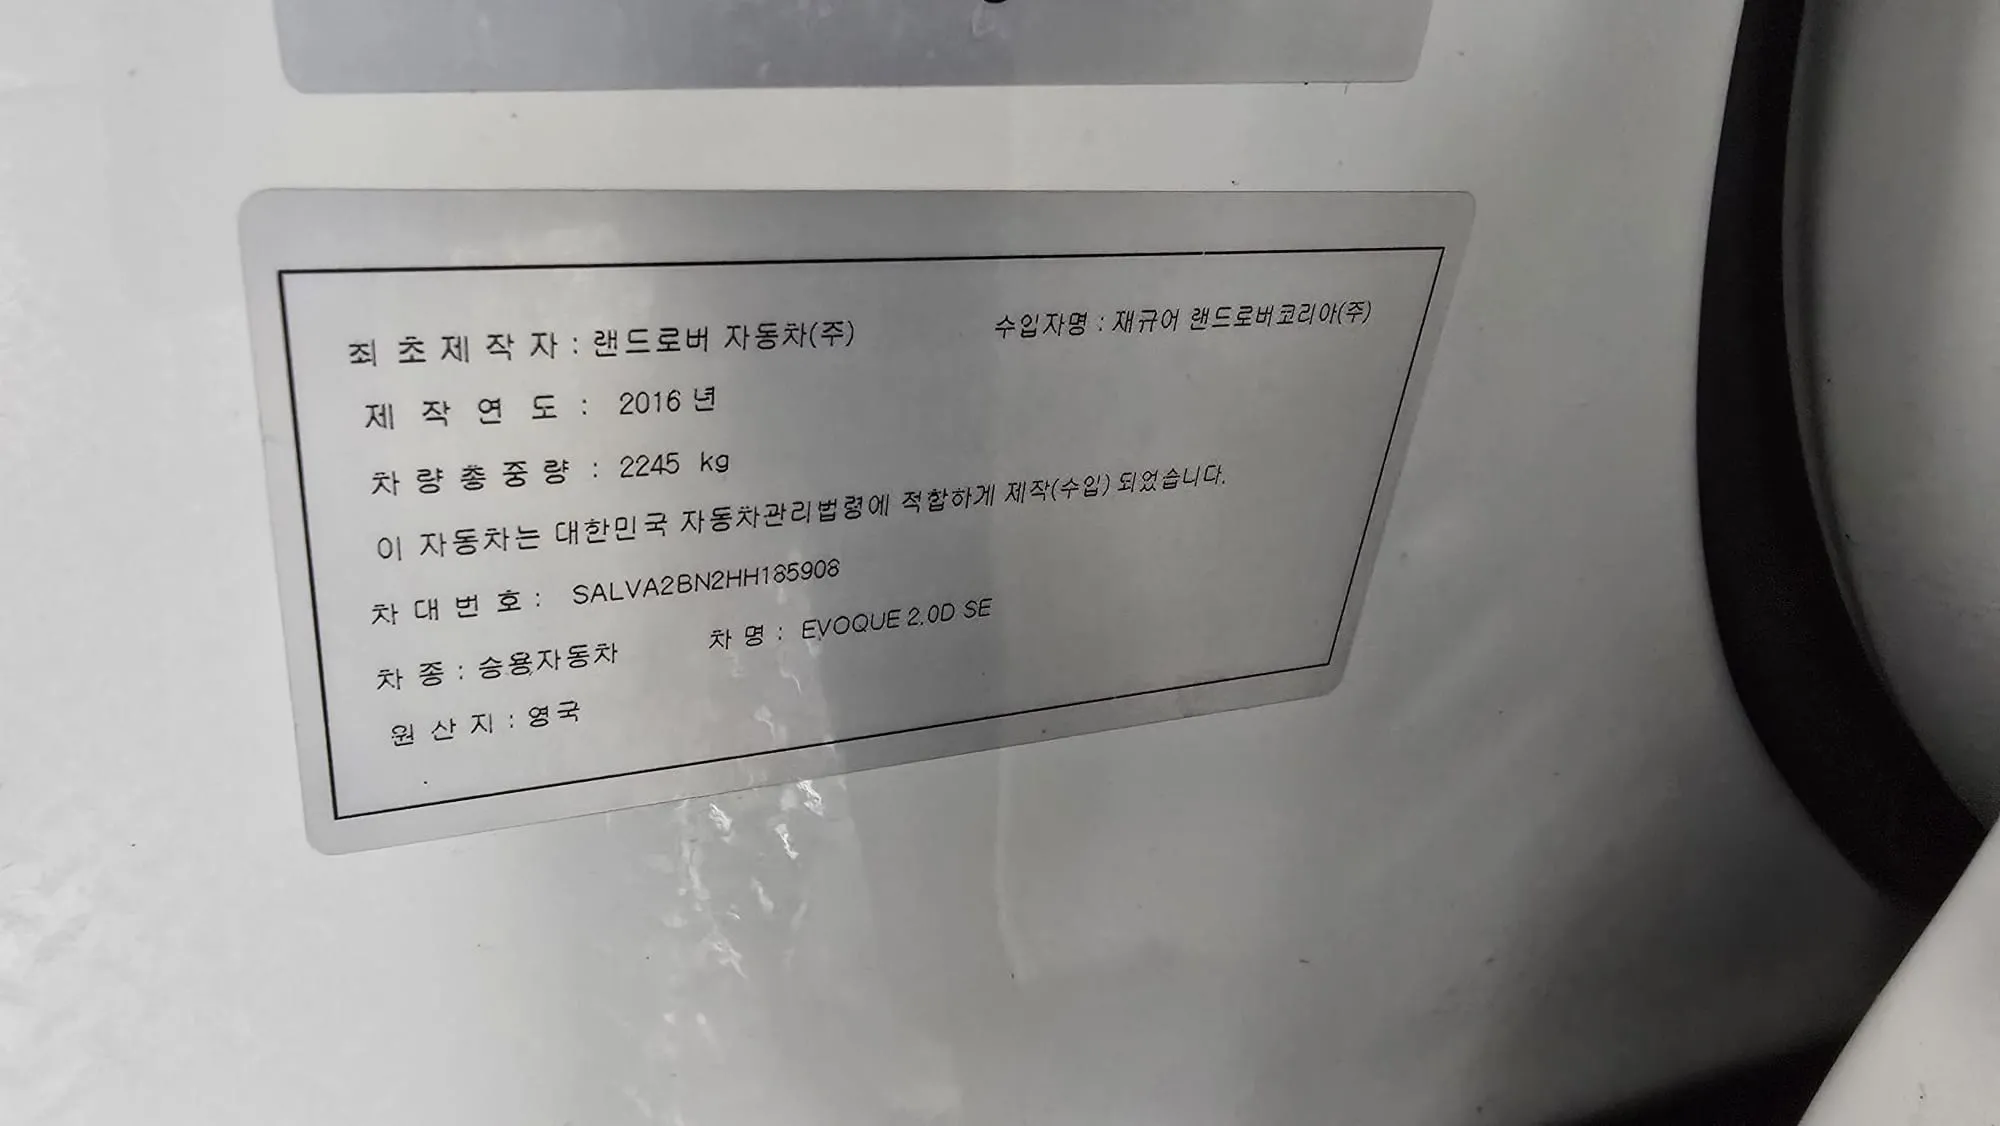 최초제작자 : 랜드로버 자동차(주) 수입자명 : 재규어 랜드로버코리아(주)
제작연도 : 2016 년
차량총중량 : 2245 kg
이 자동차는 대한민국 자동차관리법령에 적합하게 제작(수입) 되었습니다.
차대번호 : SALVA2BN2HH185908
차종 : 승용자동차 차명 : EVOQUE 2.0D SE
원산지 : 영국